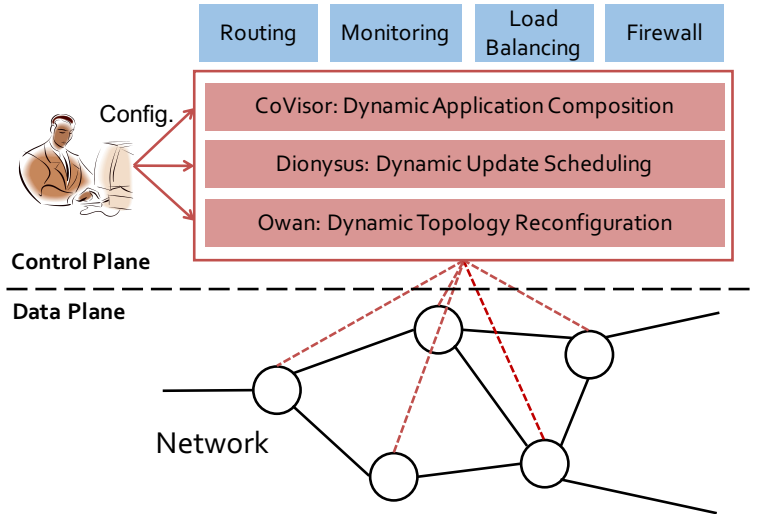 Routing
Monitoring
Load
Balancing
Firewall
Config.
CoVisor: Dynamic Application Composition
Dionysus: Dynamic Update Scheduling
Owan: Dynamic Topology Reconfiguration
Control Plane
Data Plane
Network